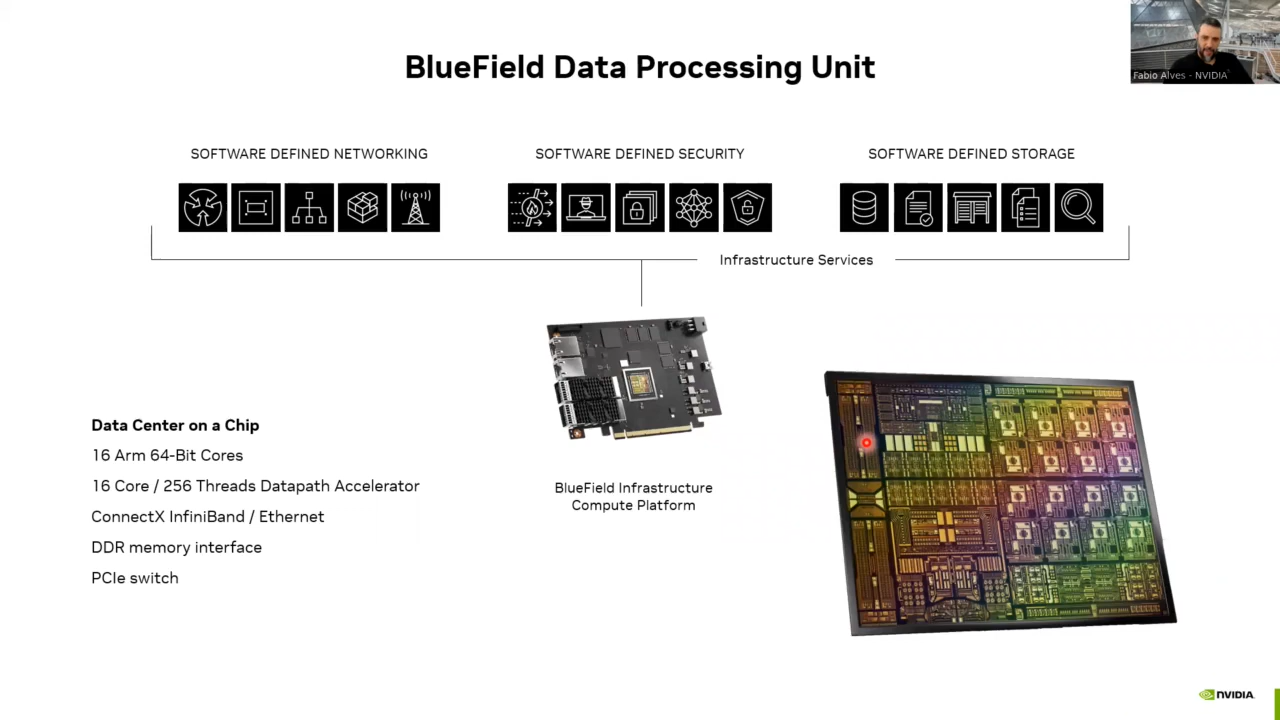 BlueField Data Processing Unit
Fabio Alves - NVIDIA
SOFTWARE DEFINED NETWORKING
SOFTWARE DEFINED SECURITY
SOFTWARE DEFINED STORAGE
Infrastructure Services
Data Center on a Chip
16 Arm 64-Bit Cores
16 Core / 256 Threads Datapath Accelerator
ConnectX InfiniBand / Ethernet
DDR memory interface
PCIe switch
BlueField Infrastructure
Compute Platform
NVIDIA